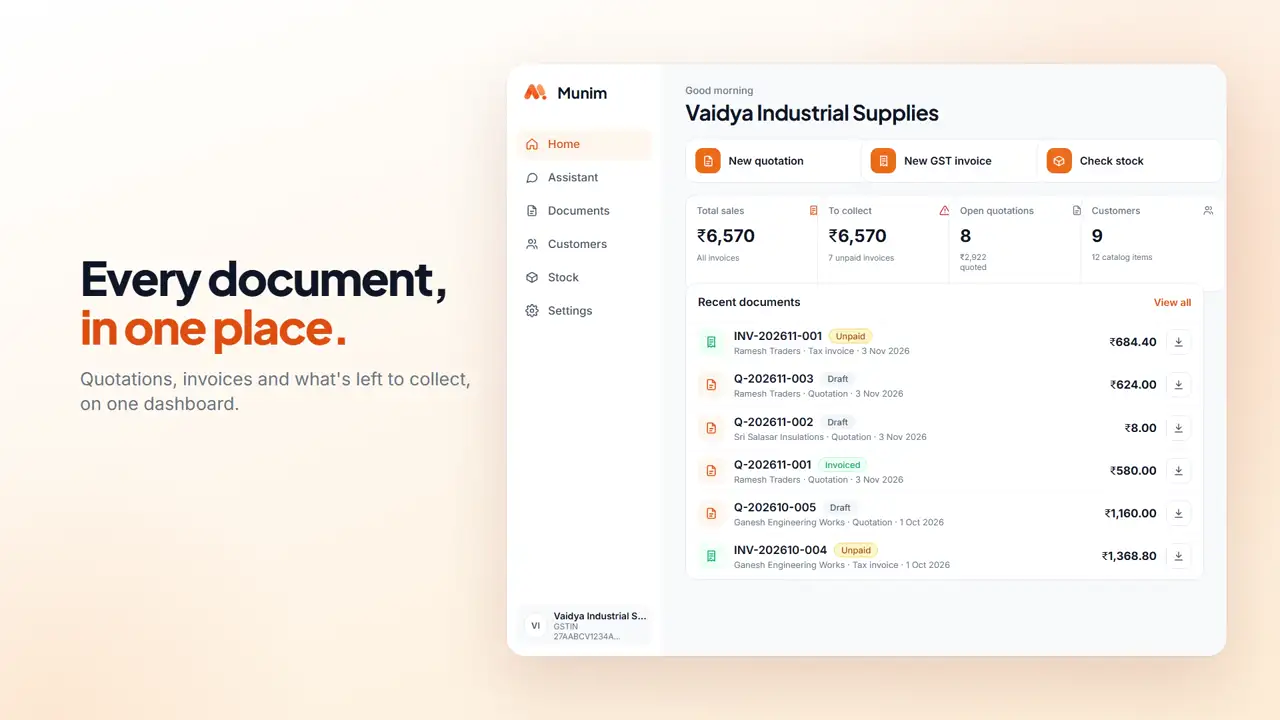 Every document,
in one place.
Quotations, invoices and what's left to collect,
on one dashboard.
Munim
Home
Assistant
Documents
Customers
Stock
Settings
VI
Vaidya Industrial S...
GSTIN
27AABCV1234A...
Good morning
Vaidya Industrial Supplies
New quotation
New GST invoice
Check stock
Total sales
₹6,570
All invoices
To collect
₹6,570
7 unpaid invoices
Open quotations
8
₹2,922
quoted
Customers
9
12 catalog items
Recent documents
View all
INV-202611-001 Unpaid
Ramesh Traders · Tax invoice · 3 Nov 2026
₹684.40
Q-202611-003 Draft
Ramesh Traders · Quotation · 3 Nov 2026
₹624.00
Q-202611-002 Draft
Sri Salasar Insulations · Quotation · 3 Nov 2026
₹8.00
Q-202611-001 Invoiced
Ramesh Traders · Quotation · 3 Nov 2026
₹580.00
Q-202610-005 Draft
Ganesh Engineering Works · Quotation · 1 Oct 2026
₹1,160.00
INV-202610-004 Unpaid
Ganesh Engineering Works · Tax invoice · 1 Oct 2026
₹1,368.80